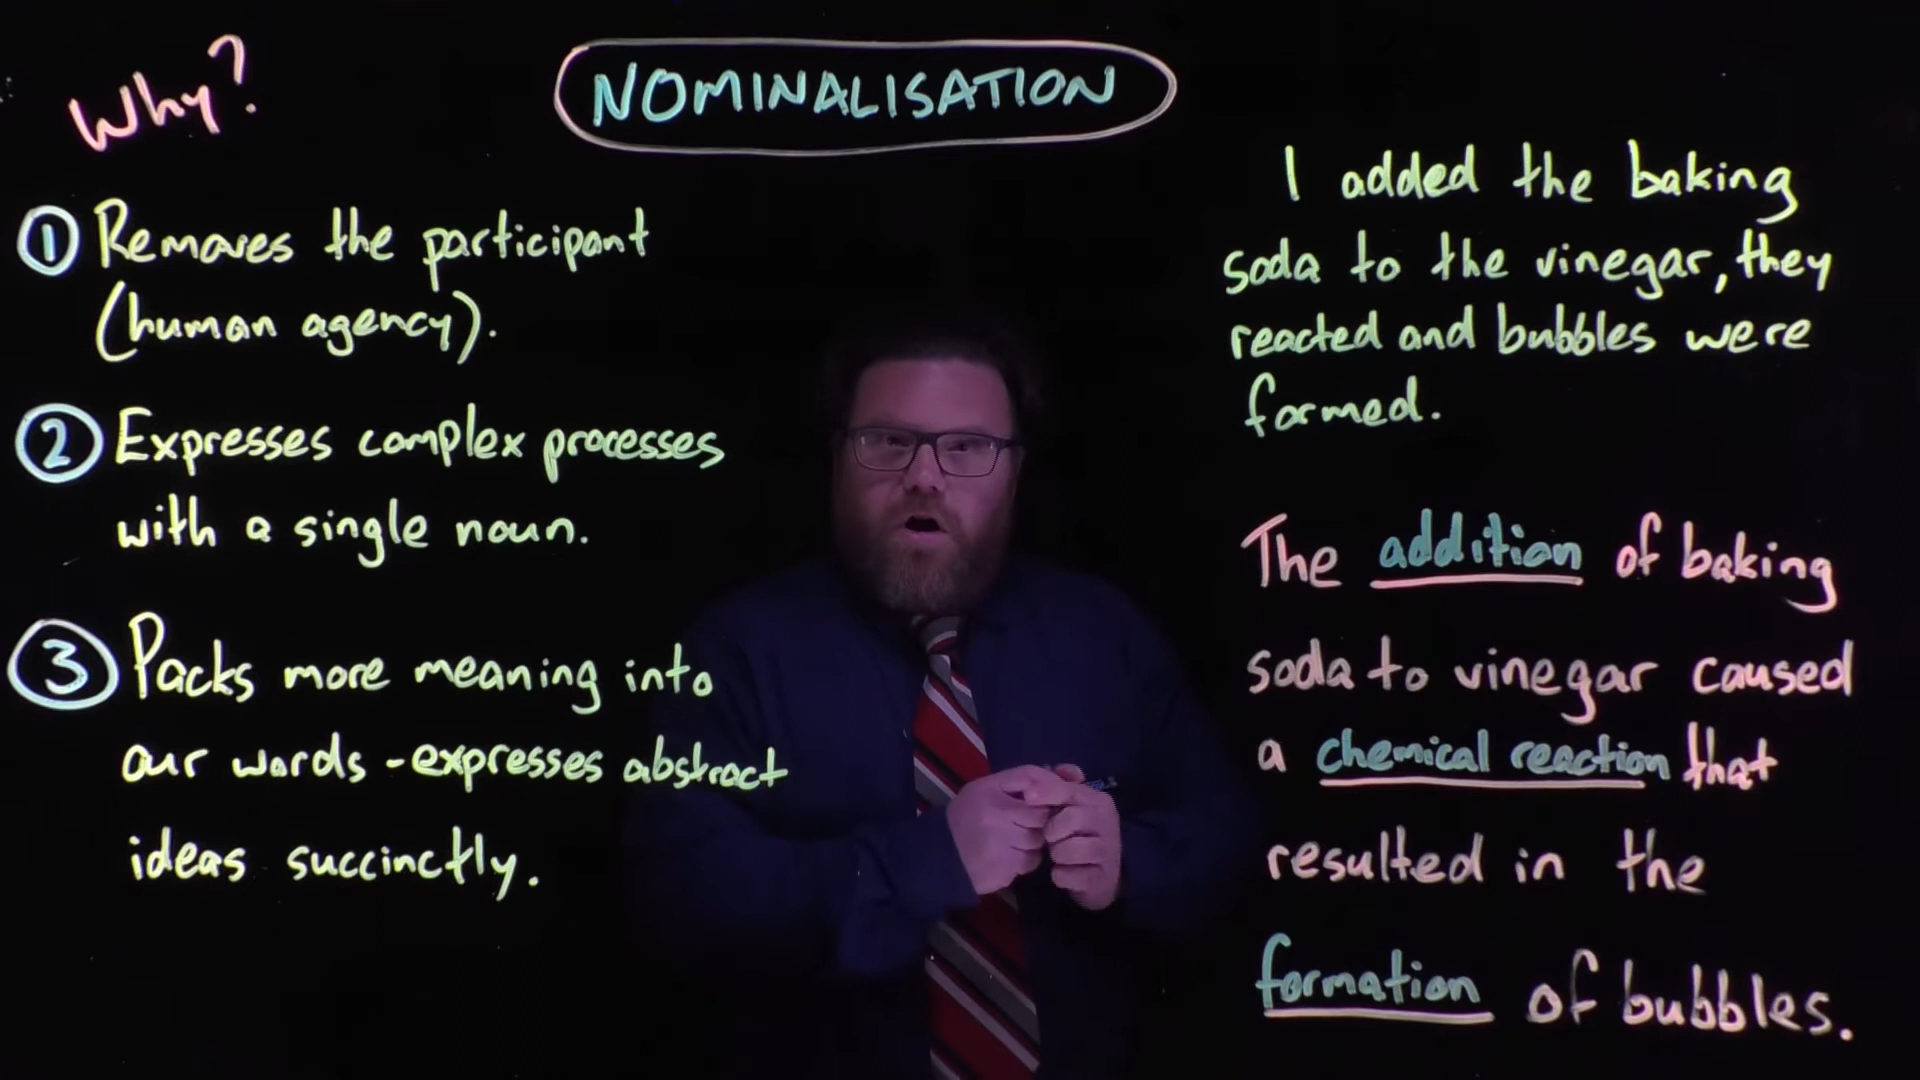 Why?
NOMINALISATION
1 Removes the participant
(human agency).
2 Expresses complex processes
with a single noun.
3 Packs more meaning into
our words - expresses abstract
ideas succinctly.
I added the baking
soda to the vinegar, they
reacted and bubbles were
formed.
The addition of baking
soda to vinegar caused
a chemical reaction that
resulted in the
formation of bubbles.